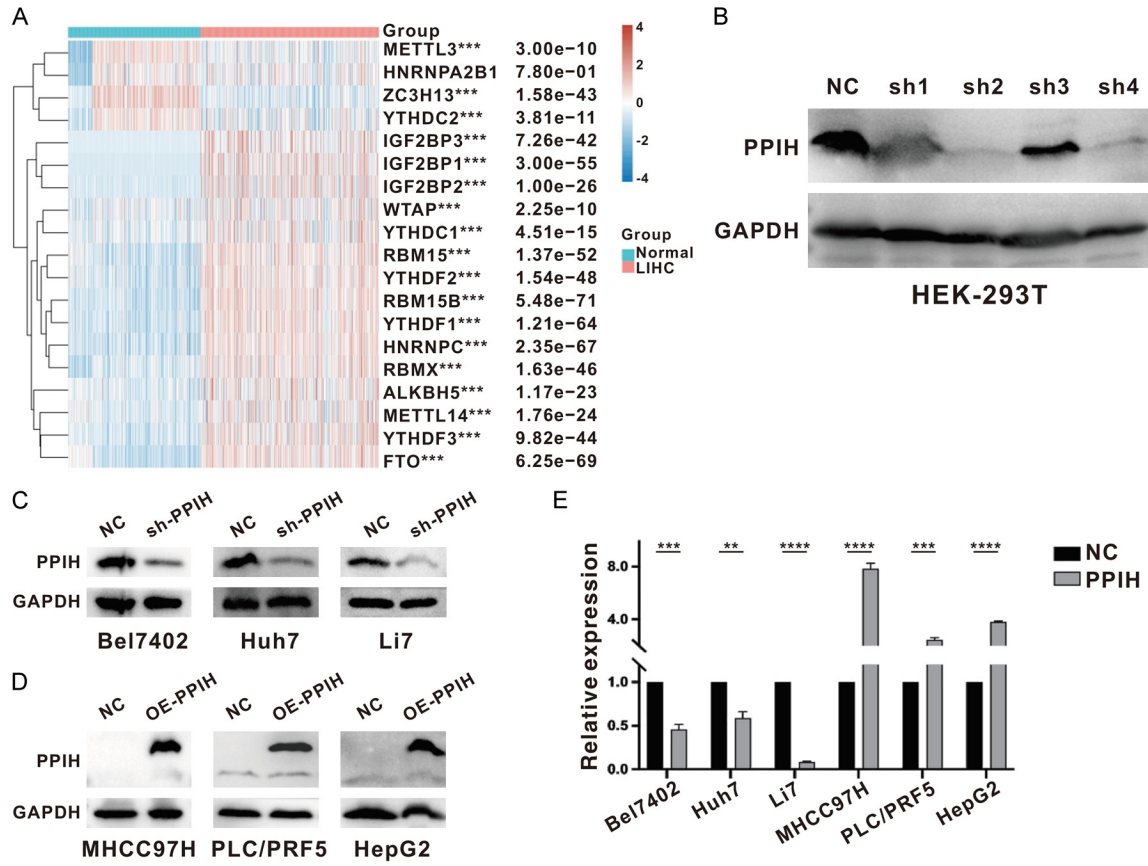 A
Group
METTL3*** 3.00e-10
HNRNPA2B1 7.80e-01
ZC3H13*** 1.58e-43
YTHDC2*** 3.81e-11
IGF2BP3*** 7.26e-42
IGF2BP1*** 3.00e-55
IGF2BP2*** 1.00e-26
WTAP*** 2.25e-10
YTHDC1*** 4.51e-15
RBM15*** 1.37e-52
YTHDF2*** 1.54e-48
RBM15B*** 5.48e-71
YTHDF1*** 1.21e-64
HNRNPC*** 2.35e-67
RBMX*** 1.63e-46
ALKBH5*** 1.17e-23
METTL14*** 1.76e-24
YTHDF3*** 9.82e-44
FTO*** 6.25e-69
4
2
0
-2
-4
Group
Normal
LIHC
B
NC sh1 sh2 sh3 sh4
PPIH
GAPDH
HEK-293T
C
NC sh-PPIH NC sh-PPIH NC sh-PPIH
PPIH
GAPDH
Bel7402 Huh7 Li7
D
NC OE-PPIH NC OE-PPIH NC OE-PPIH
PPIH
GAPDH
MHCC97H PLC/PRF5 HepG2
E
*** ** **** **** *** ****
NC
PPIH
Relative expression
8.0
4.0
1.0
0.5
0.0
Bel7402 Huh7 Li7 MHCC97H PLC/PRF5 HepG2